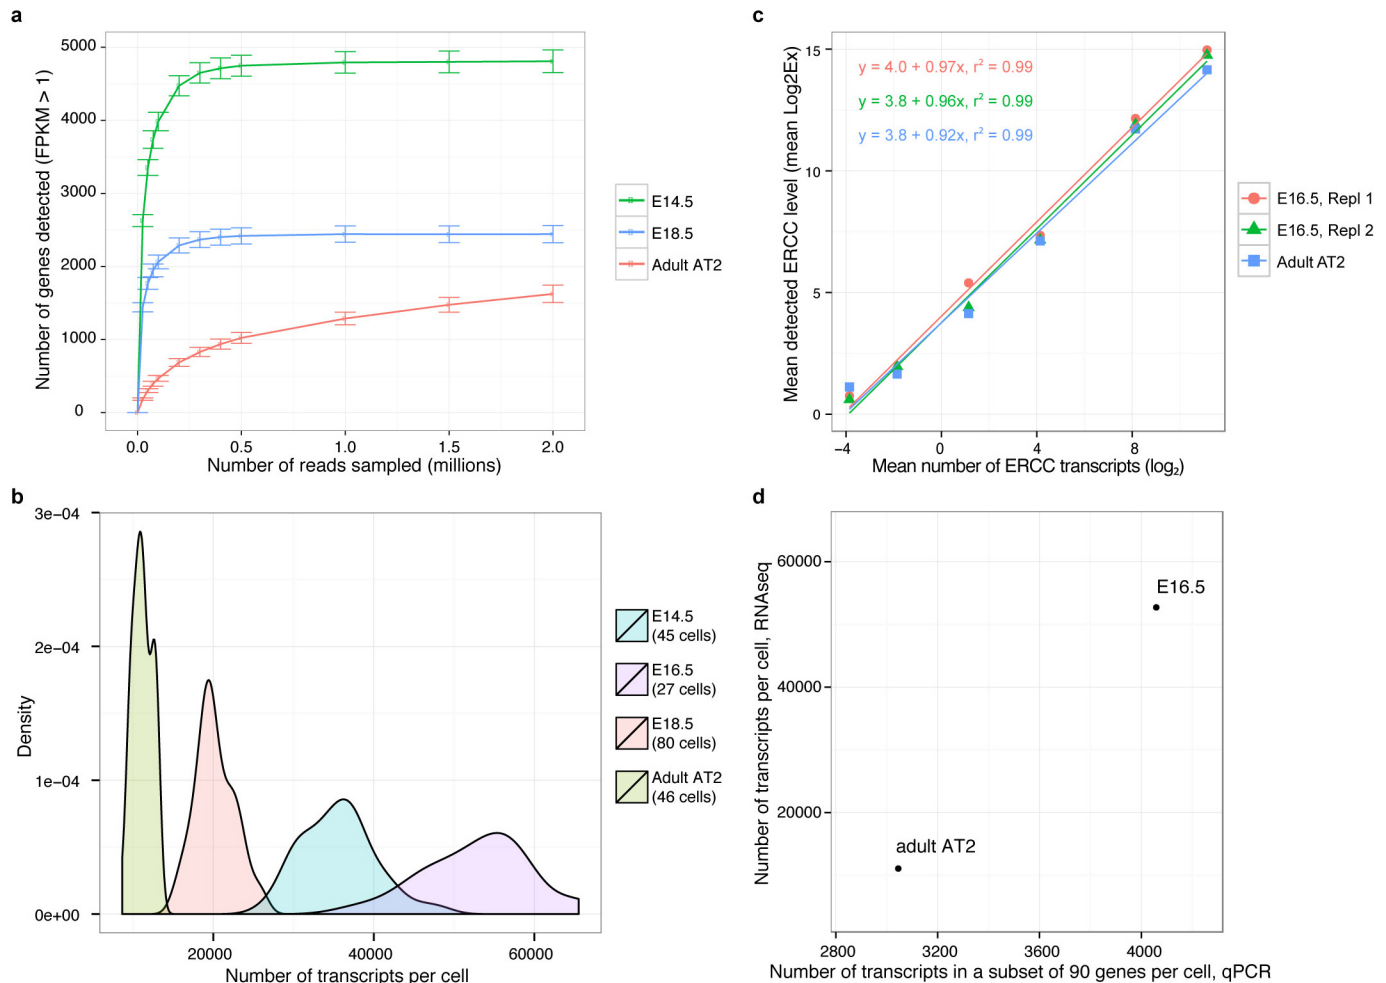 a
Number of genes detected (FPKM > 1)
5000
4000
3000
2000
1000
0
0.0
0.5
1.0
1.5
2.0
Number of reads sampled (millions)
E14.5
E18.5
Adult AT2
c
Mean detected ERCC level (mean Log2Ex)
15
10
5
0
y = 4.0 + 0.97x, r² = 0.99
y = 3.8 + 0.96x, r² = 0.99
y = 3.8 + 0.92x, r² = 0.99
−4
0
4
8
Mean number of ERCC transcripts (log₂)
E16.5, Repl 1
E16.5, Repl 2
Adult AT2
b
Density
3e−04
2e−04
1e−04
0e+00
20000
40000
60000
Number of transcripts per cell
E14.5
(45 cells)
E16.5
(27 cells)
E18.5
(80 cells)
Adult AT2
(46 cells)
d
Number of transcripts per cell, RNAseq
60000
40000
20000
E16.5
adult AT2
2800
3200
3600
4000
Number of transcripts in a subset of 90 genes per cell, qPCR